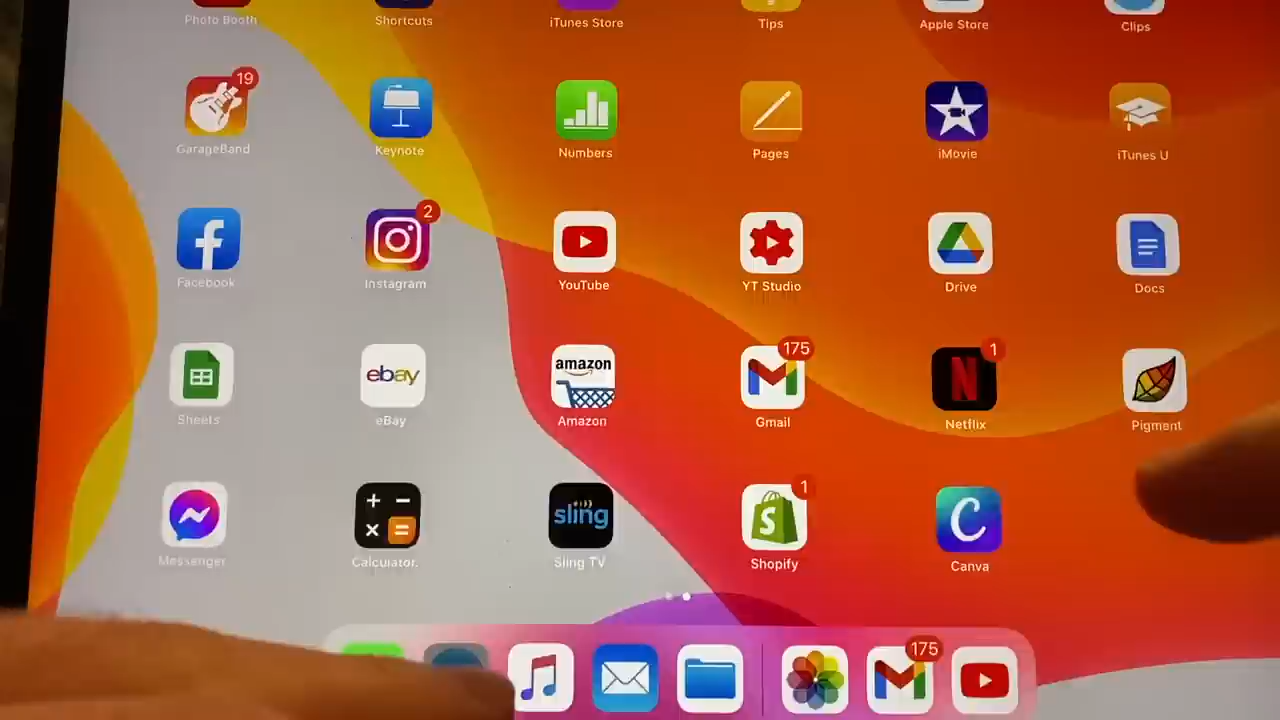 Photo Booth
Shortcuts
iTunes Store
Tips
Apple Store
Clips
19
GarageBand
Keynote
Numbers
Pages
iMovie
iTunes U
2
Facebook
Instagram
YouTube
YT Studio
Drive
Docs
ebay
amazon
175
1
Sheets
eBay
Amazon
Gmail
Netflix
Pigment
sling
1
Messenger
Calculator.
Sling TV
Shopify
Canva
175